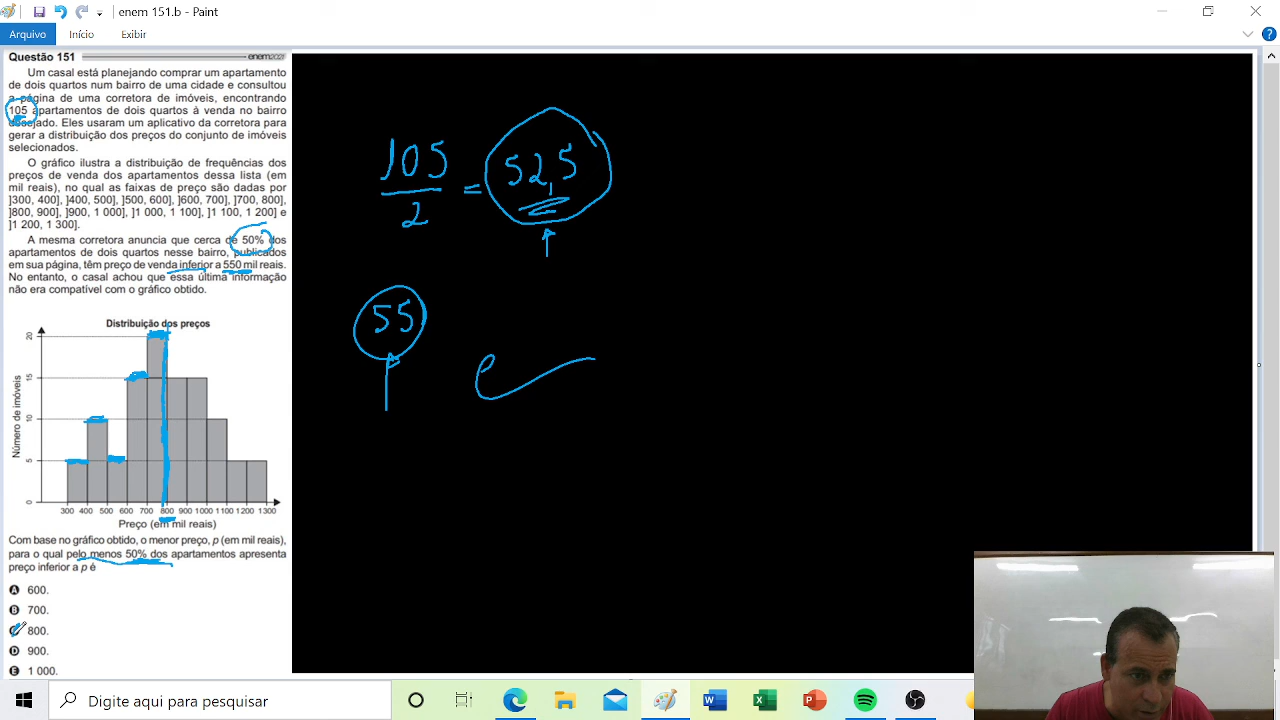 enem 151.- Paint
Arquivo
Início
Exibir
Questão 151
enem2021
Um casal está planejando comprar um apartamento
de dois quartos num bairro de uma cidade e consultou
a página de uma corretora de imóveis, encontrando
105 apartamentos de dois quartos à venda no bairro
desejado. Eles usaram um aplicativo da corretora para
gerar a distribuição dos preços do conjunto de imóveis
selecionados.
O gráfico ilustra a distribuição de frequências dos
preços de venda dos apartamentos dessa lista (em
mil reais), no qual as faixas de preço são dadas por
]300, 400], ]400, 500], ]500, 600], ]600, 700], ]700, 800],
]800, 900], ]900, 1 000], ]1 000, 1 100], ]1 100, 1 200] e
]1 200, 1 300].
A mesma corretora anuncia que cerca de 50% dos
apartamentos de dois quartos nesse bairro, publicados
em sua página, têm preço de venda inferior a 550 mil reais.
No entanto, o casal achou que essa última informação
não era compatível com o gráfico obtido.
Distribuição dos preços
Número de imóveis
20
15
10
5
0
300 400 500 600 700 800 900 1000 1100 1200 1300
Preço (em mil reais)
Com base no gráfico obtido, o menor preço, p (em mil reais),
para o qual pelo menos 50% dos apartamentos apresenta
preço inferior a p é
A 600.
B 700.
C 800.
D 900.
E 1 000.
105
2
= 52,5
55
Digite aqui para pesquisar